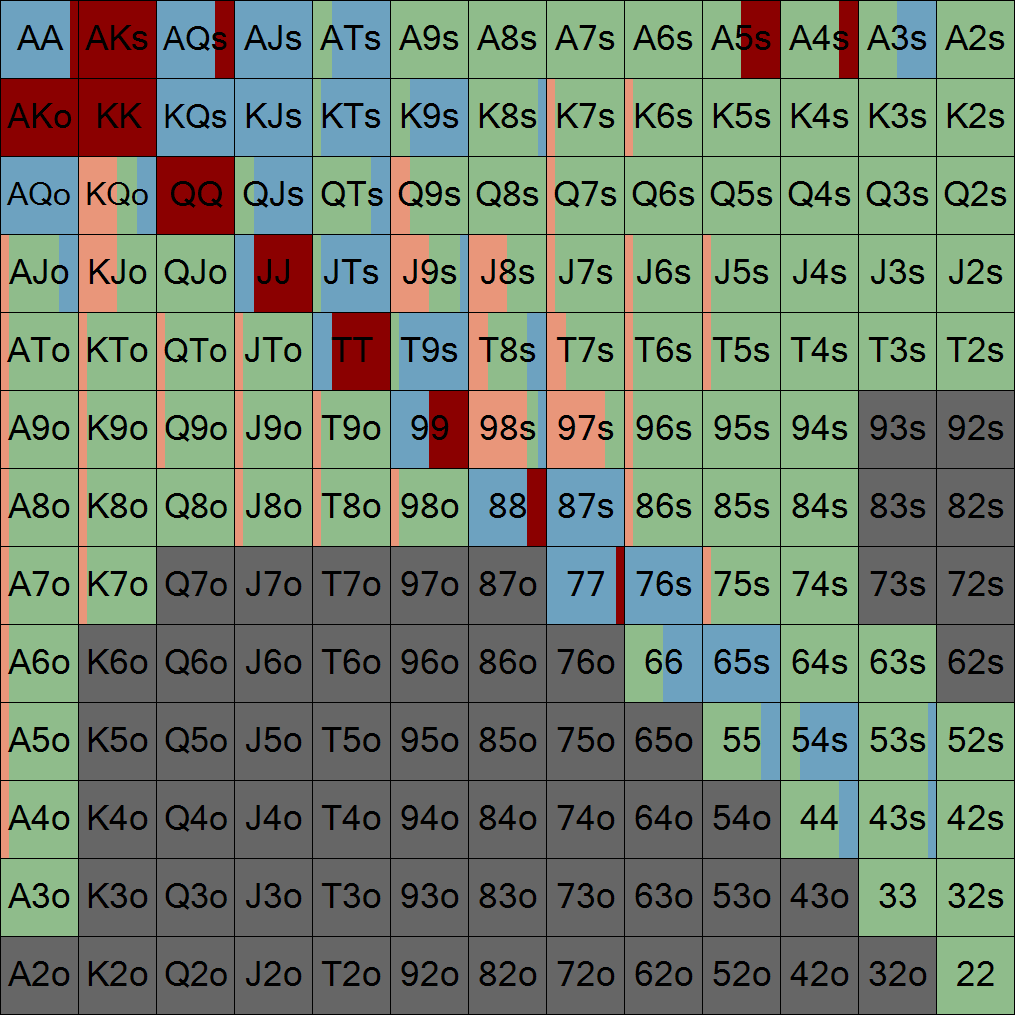 AA AKs AQs AJs ATs A9s A8s A7s A6s A5s A4s A3s A2s
AKo KK KQs KJs KTs K9s K8s K7s K6s K5s K4s K3s K2s
AQo KQo QQ QJs QTs Q9s Q8s Q7s Q6s Q5s Q4s Q3s Q2s
AJo KJo QJo JJ JTs J9s J8s J7s J6s J5s J4s J3s J2s
ATo KTo QTo JTo TT T9s T8s T7s T6s T5s T4s T3s T2s
A9o K9o Q9o J9o T9o 99 98s 97s 96s 95s 94s 93s 92s
A8o K8o Q8o J8o T8o 98o 88 87s 86s 85s 84s 83s 82s
A7o K7o Q7o J7o T7o 97o 87o 77 76s 75s 74s 73s 72s
A6o K6o Q6o J6o T6o 96o 86o 76o 66 65s 64s 63s 62s
A5o K5o Q5o J5o T5o 95o 85o 75o 65o 55 54s 53s 52s
A4o K4o Q4o J4o T4o 94o 84o 74o 64o 54o 44 43s 42s
A3o K3o Q3o J3o T3o 93o 83o 73o 63o 53o 43o 33 32s
A2o K2o Q2o J2o T2o 92o 82o 72o 62o 52o 42o 32o 22